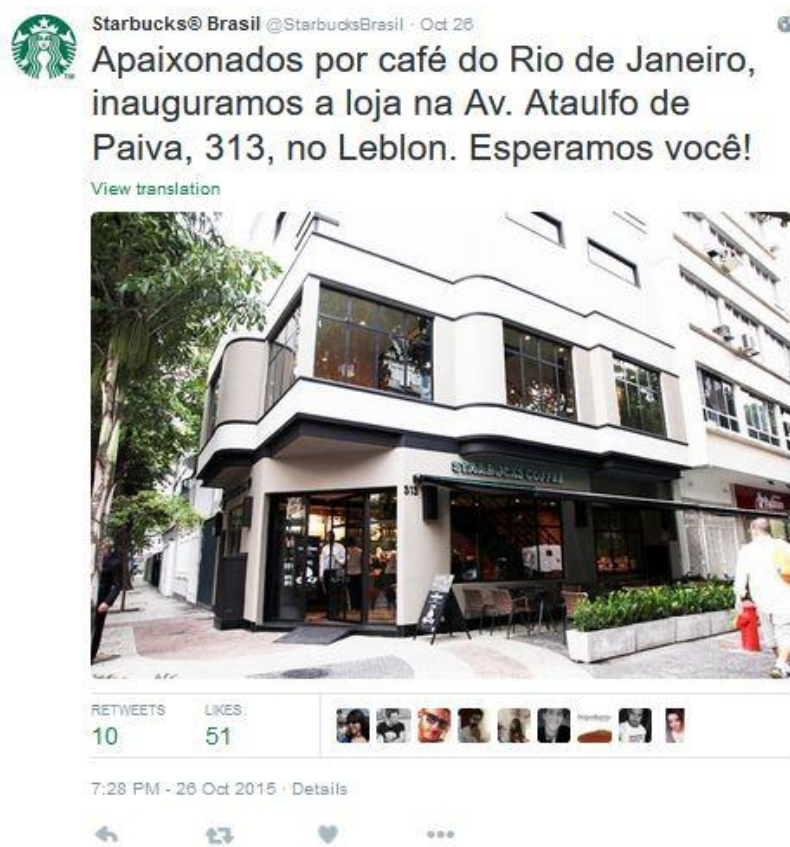 Starbucks® Brasil @StarbucksBrasil · Oct 26
Apaixonados por café do Rio de Janeiro,
inauguramos a loja na Av. Ataulfo de
Paiva, 313, no Leblon. Esperamos você!
View translation
STARBUCKS COFFEE
313
RETWEETS LIKES
10 51
7:28 PM - 26 Oct 2015 · Details